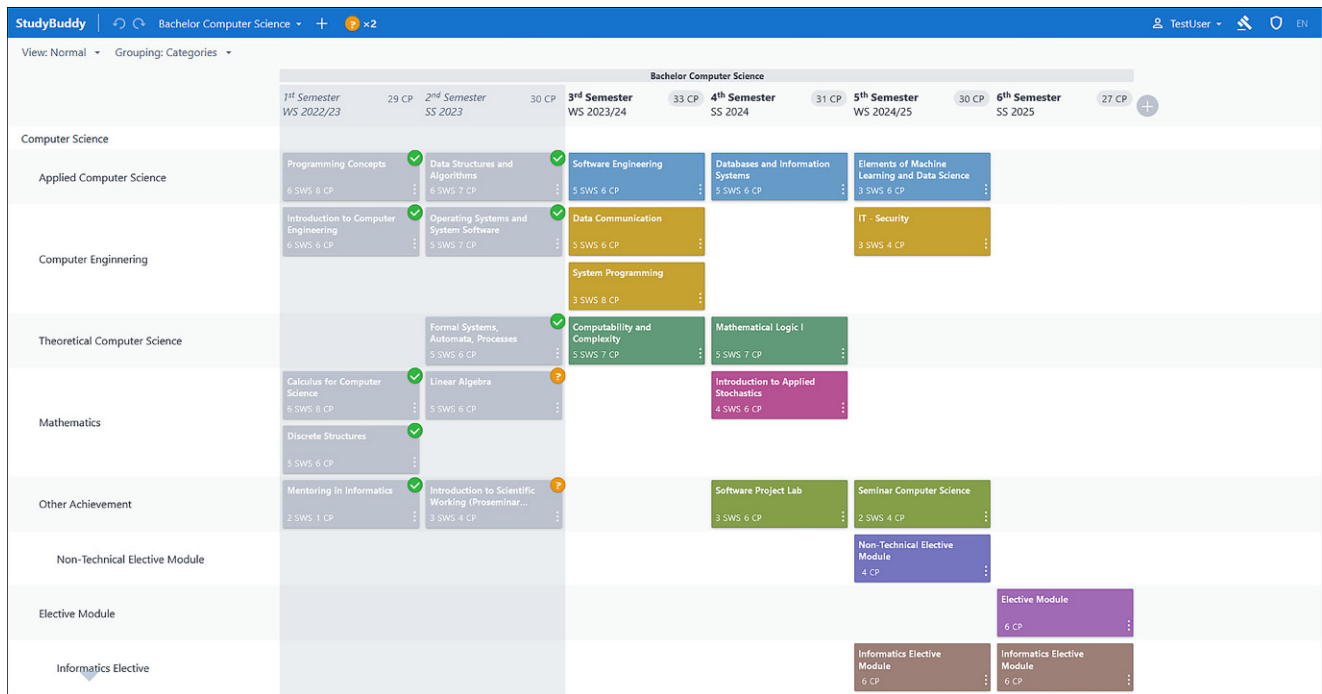 StudyBuddy
Bachelor Computer Science
? ×2
TestUser
EN
View: Normal
Grouping: Categories
Bachelor Computer Science
1st Semester 29 CP 2nd Semester 30 CP 3rd Semester 33 CP 4th Semester 31 CP 5th Semester 30 CP 6th Semester 27 CP
WS 2022/23 SS 2023 WS 2023/24 SS 2024 WS 2024/25 SS 2025
Computer Science
Applied Computer Science
Programming Concepts
6 SWS 8 CP
Data Structures and
Algorithms
6 SWS 7 CP
Software Engineering
5 SWS 6 CP
Databases and Information
Systems
5 SWS 6 CP
Elements of Machine
Learning and Data Science
3 SWS 6 CP
Computer Enginnering
Introduction to Computer
Engineering
6 SWS 6 CP
Operating Systems and
System Software
5 SWS 7 CP
Data Communication
5 SWS 6 CP
IT - Security
3 SWS 4 CP
System Programming
3 SWS 8 CP
Theoretical Computer Science
Formal Systems,
Automata, Processes
5 SWS 6 CP
Computability and
Complexity
5 SWS 7 CP
Mathematical Logic I
5 SWS 7 CP
Mathematics
Calculus for Computer
Science
6 SWS 8 CP
Linear Algebra
?
5 SWS 6 CP
Introduction to Applied
Stochastics
4 SWS 6 CP
Discrete Structures
5 SWS 6 CP
Other Achievement
Mentoring in Informatics
2 SWS 1 CP
Introduction to Scientific
Working (Proseminar...
?
3 SWS 4 CP
Software Project Lab
3 SWS 6 CP
Seminar Computer Science
2 SWS 4 CP
Non-Technical Elective Module
Non-Technical Elective
Module
4 CP
Elective Module
Elective Module
6 CP
Informatics Elective
Informatics Elective
Module
6 CP
Informatics Elective
Module
6 CP